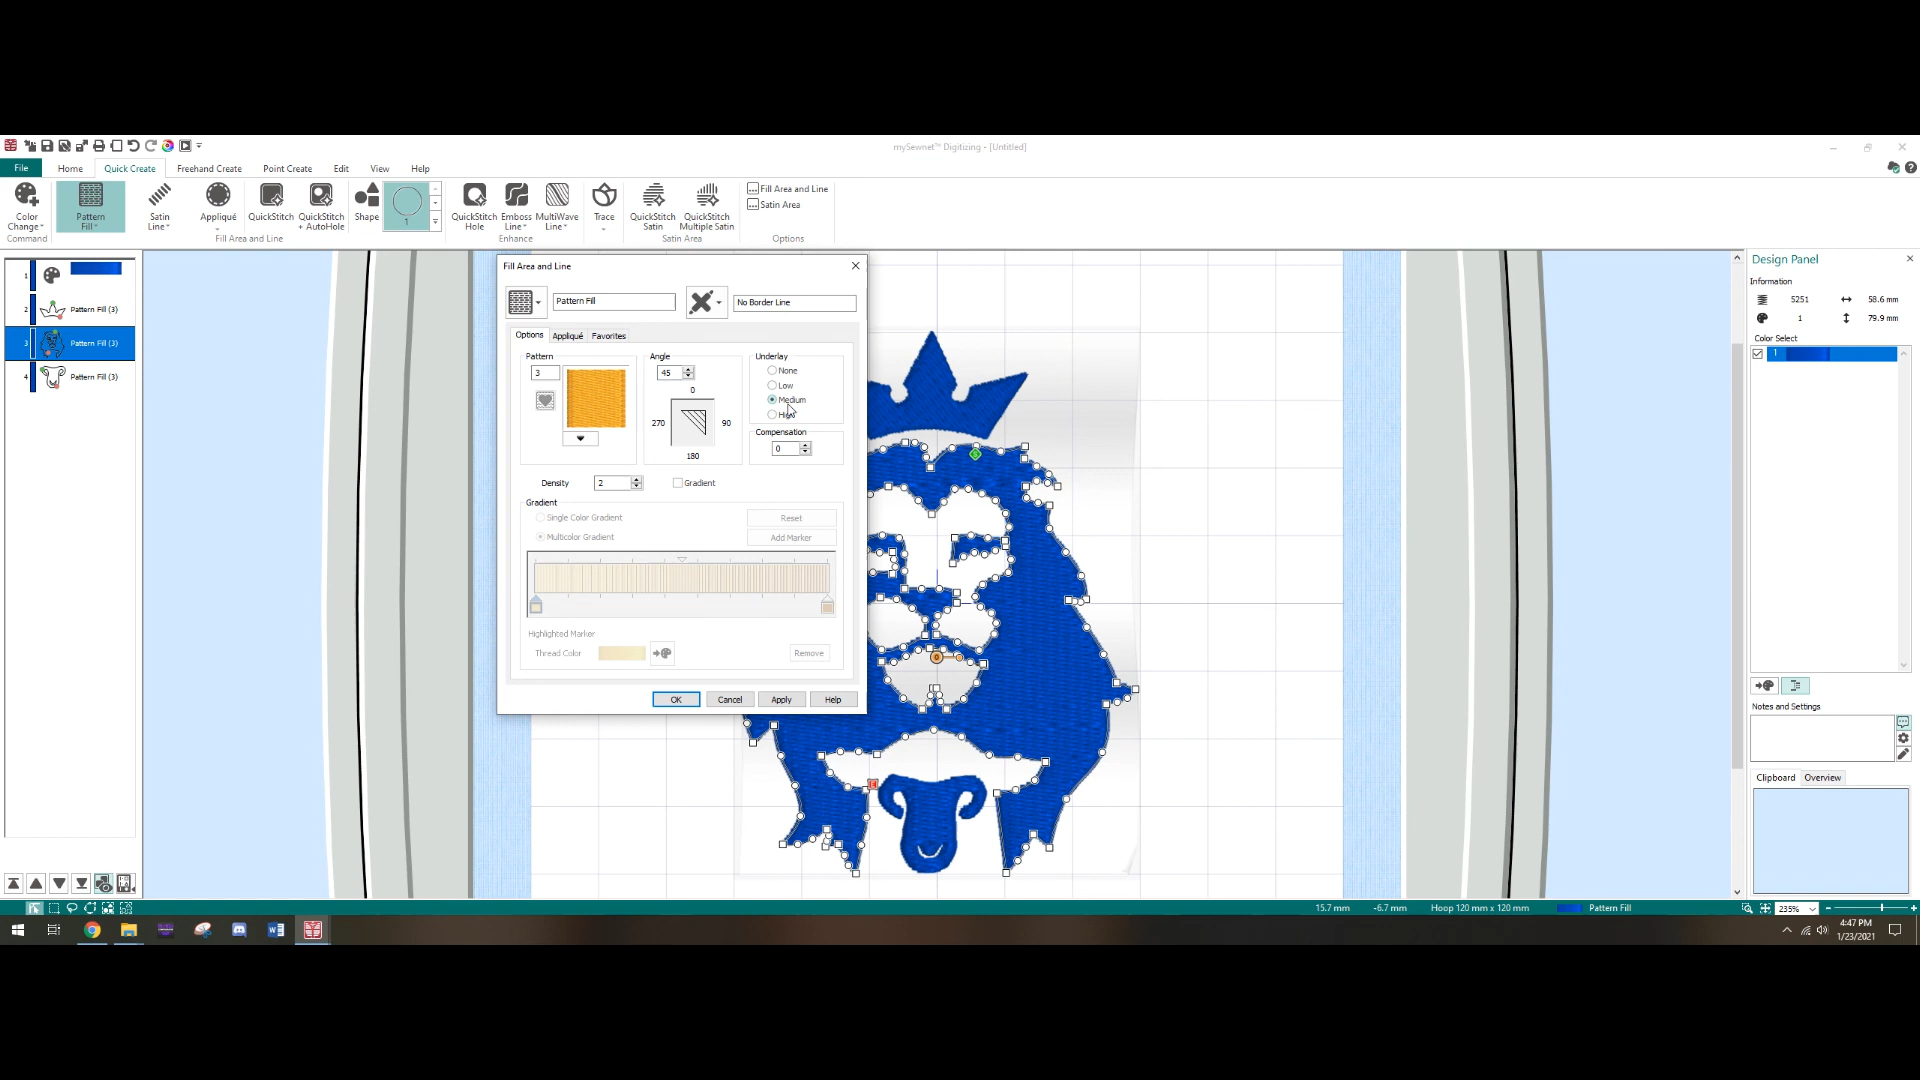 mySewnet™ Digitizing - [Untitled]
File Home Quick Create Freehand Create Point Create Edit View Help
Color Change
Pattern Fill
Satin Line
Appliqué
QuickStitch
QuickStitch + AutoHole
Shape
1
QuickStitch Hole
Emboss Line
MultiWave Line
Trace
QuickStitch Satin
QuickStitch Multiple Satin
Fill Area and Line
Satin Area
Command
Fill Area and Line
Enhance
Satin Area
Options
1
2 Pattern Fill (3)
3 Pattern Fill (3)
4 Pattern Fill (3)
Fill Area and Line
Pattern Fill
No Border Line
Options Appliqué Favorites
Pattern
3
Angle
45
0
270
90
180
Underlay
None
Low
Medium
High
Compensation
0
Density 2
Gradient
Gradient
Single Color Gradient
Reset
Multicolor Gradient
Add Marker
Highlighted Marker
Thread Color
Remove
OK Cancel Apply Help
Design Panel
Information
5251 58.6 mm
1 79.9 mm
Color Select
1
Notes and Settings
Clipboard Overview
15.7 mm -6.7 mm Hoop 120 mm x 120 mm Pattern Fill
235%
4:47 PM
1/23/2021